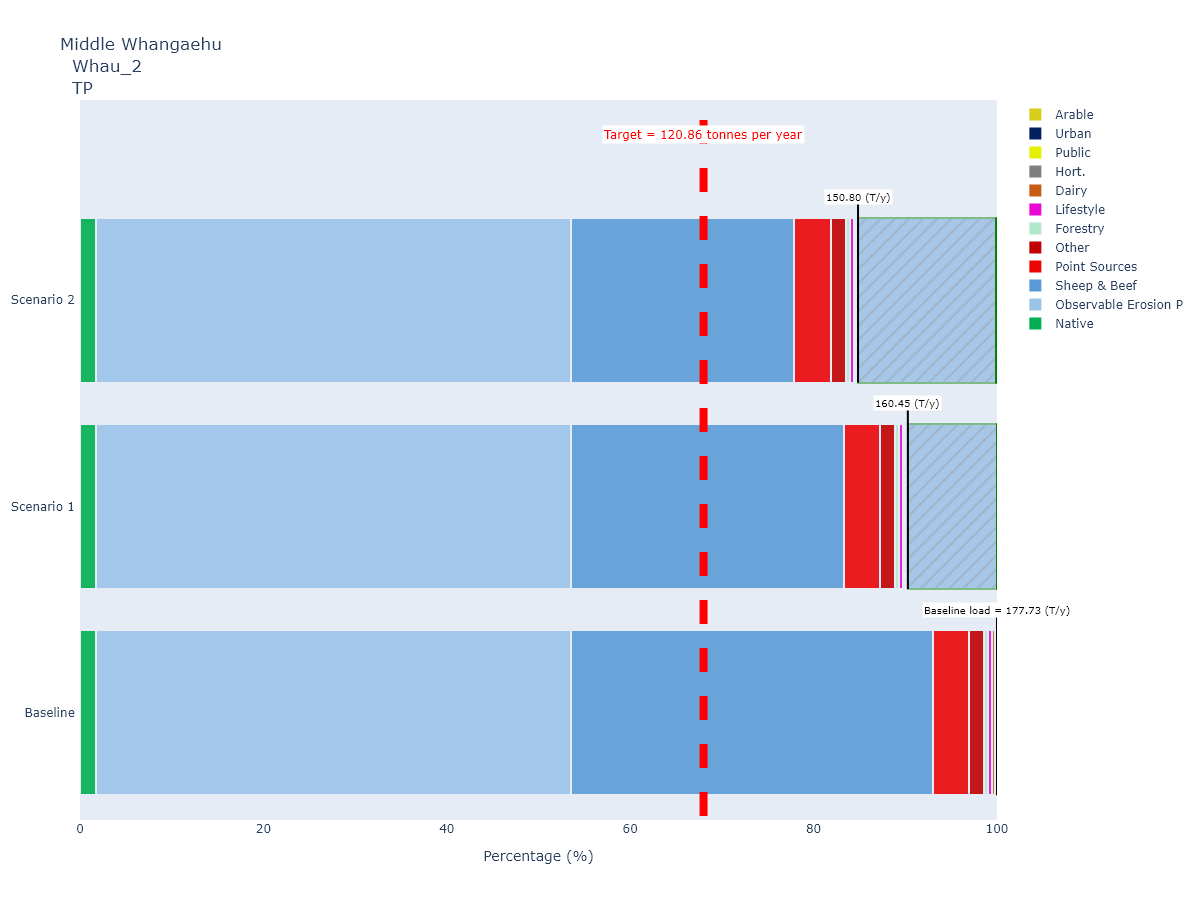 Middle Whangaehu
Whau_2
TP
Target = 120.86 tonnes per year
150.80 (T/y)
Scenario 2
160.45 (T/y)
Scenario 1
Baseline load = 177.73 (T/y)
Baseline
0 20 40 60 80 100
Percentage (%)
Arable
Urban
Public
Hort.
Dairy
Lifestyle
Forestry
Other
Point Sources
Sheep & Beef
Observable Erosion P
Native